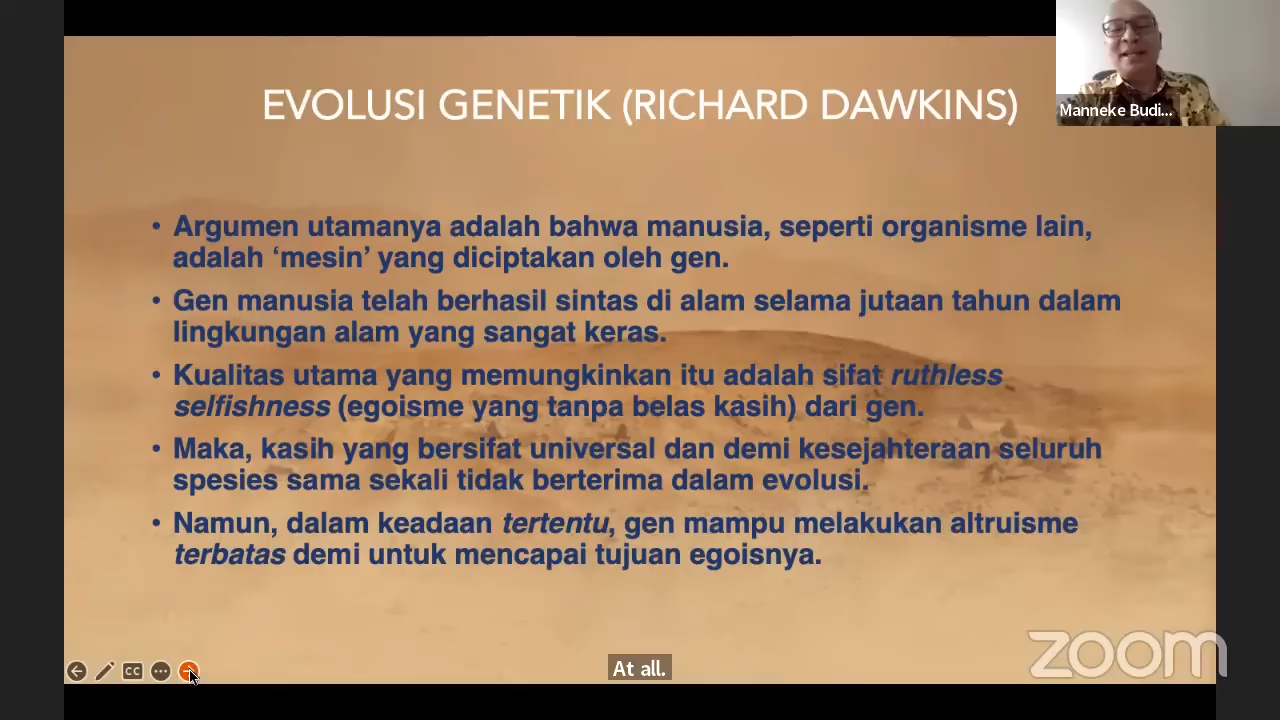 EVOLUSI GENETIK (RICHARD DAWKINS)
Manneke Budi...
• Argumen utamanya adalah bahwa manusia, seperti organisme lain,
adalah ‘mesin’ yang diciptakan oleh gen.
• Gen manusia telah berhasil sintas di alam selama jutaan tahun dalam
lingkungan alam yang sangat keras.
• Kualitas utama yang memungkinkan itu adalah sifat ruthless
selfishness (egoisme yang tanpa belas kasih) dari gen.
• Maka, kasih yang bersifat universal dan demi kesejahteraan seluruh
spesies sama sekali tidak berterima dalam evolusi.
• Namun, dalam keadaan tertentu, gen mampu melakukan altruisme
terbatas demi untuk mencapai tujuan egoisnya.
CC
At all.
zoom